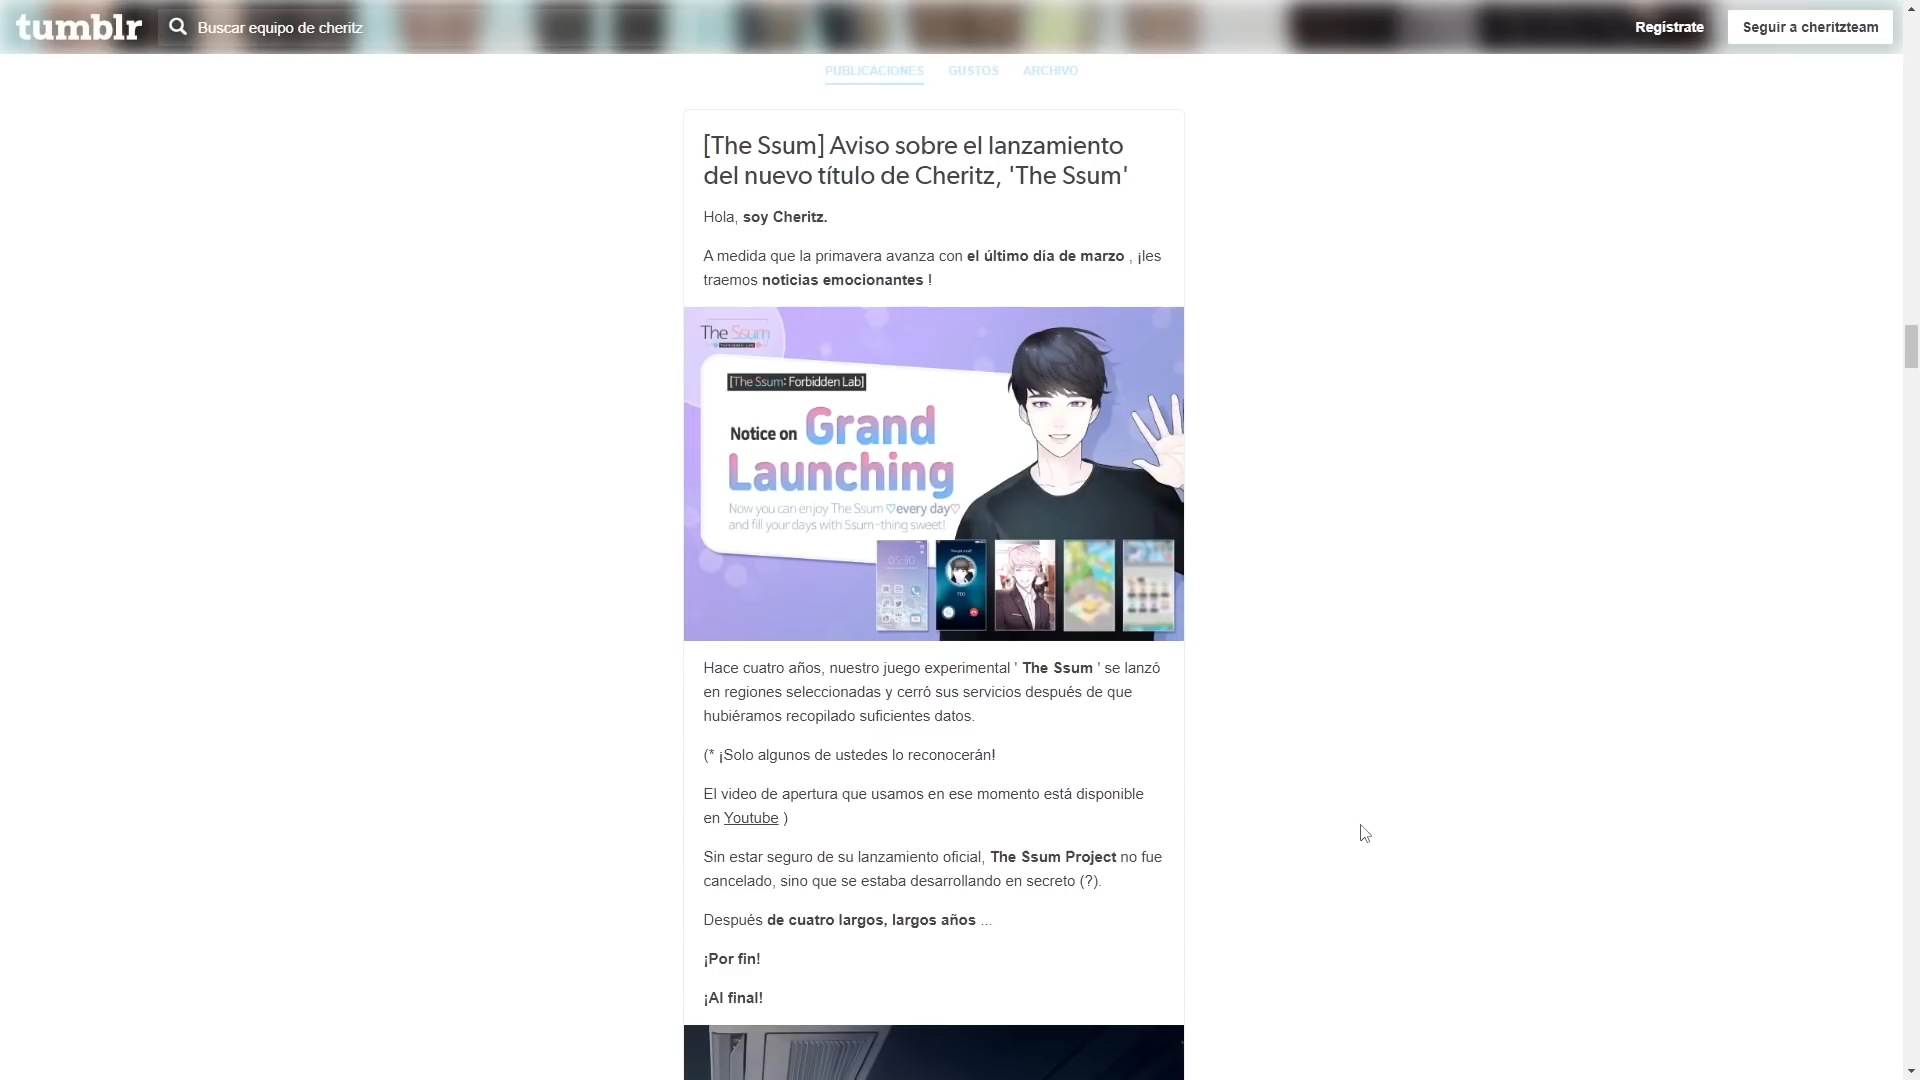 tumblr
Buscar equipo de cheritz
Regístrate
Seguir a cheritzteam
PUBLICACIONES
GUSTOS
ARCHIVO
[The Ssum] Aviso sobre el lanzamiento
del nuevo título de Cheritz, 'The Ssum'
Hola, soy Cheritz.
A medida que la primavera avanza con el último día de marzo , ¡les
traemos noticias emocionantes !
The Ssum
[The Ssum: Forbidden Lab]
Notice on Grand
Launching
Now you can enjoy The Ssum ♡every day♡
and fill your days with Ssum-thing sweet!
05:30
TEO
Hace cuatro años, nuestro juego experimental ' The Ssum ' se lanzó
en regiones seleccionadas y cerró sus servicios después de que
hubiéramos recopilado suficientes datos.
(* ¡Solo algunos de ustedes lo reconocerán!
El video de apertura que usamos en ese momento está disponible
en Youtube )
Sin estar seguro de su lanzamiento oficial, The Ssum Project no fue
cancelado, sino que se estaba desarrollando en secreto (?).
Después de cuatro largos, largos años ...
¡Por fin!
¡Al final!